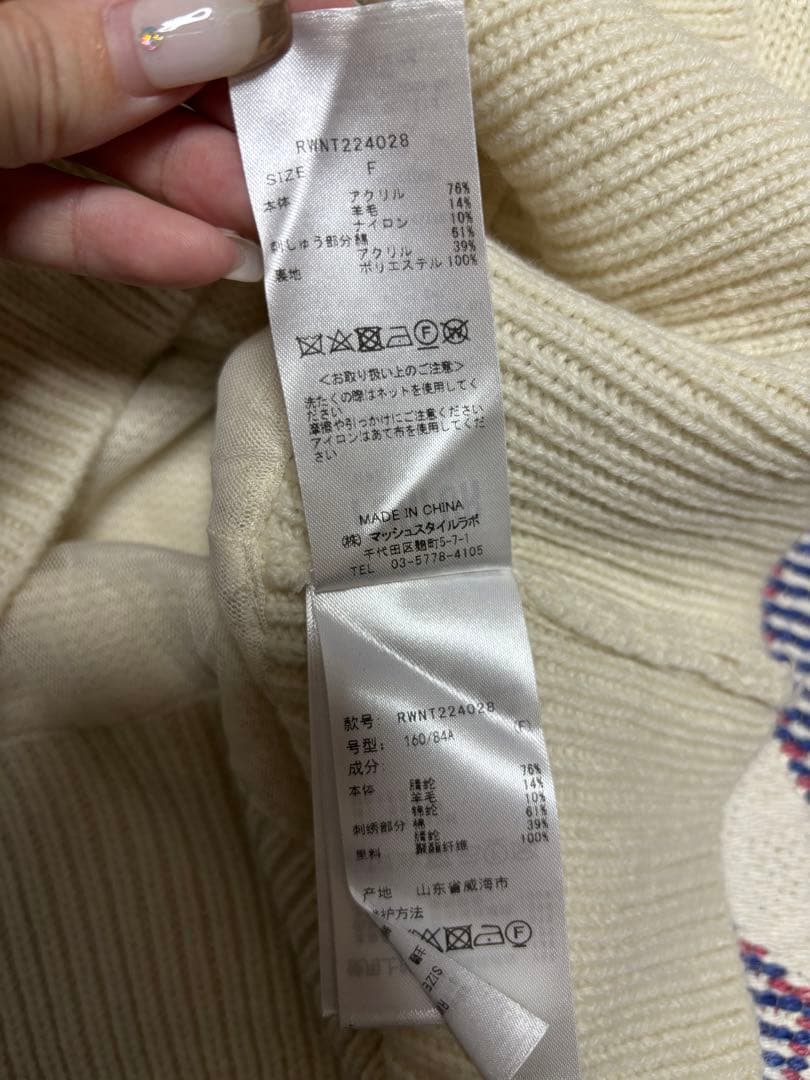 RWNT224028
SIZE F
本体 アクリル 76%
羊毛 14%
ナイロン 10%
刺しゅう部分 綿 61%
アクリル 39%
裏地 ポリエステル 100%
F
<お取り扱い上のご注意>
洗たくの際はネットを使用してく
ださい
摩擦や引っかけにご注意ください
アイロンはあて布を使用してくだ
さい
MADE IN CHINA
(株) マッシュスタイルラボ
千代田区麹町5-7-1
TEL 03-5778-4105
款号: RWNT224028
号型: 160/84A (F)
成分:
本体 腈纶 76%
羊毛 14%
锦纶 10%
刺绣部分 棉 61%
腈纶 39%
里料 聚酯纤维 100%
产地 山东省威海市
护方法
F
SIZE